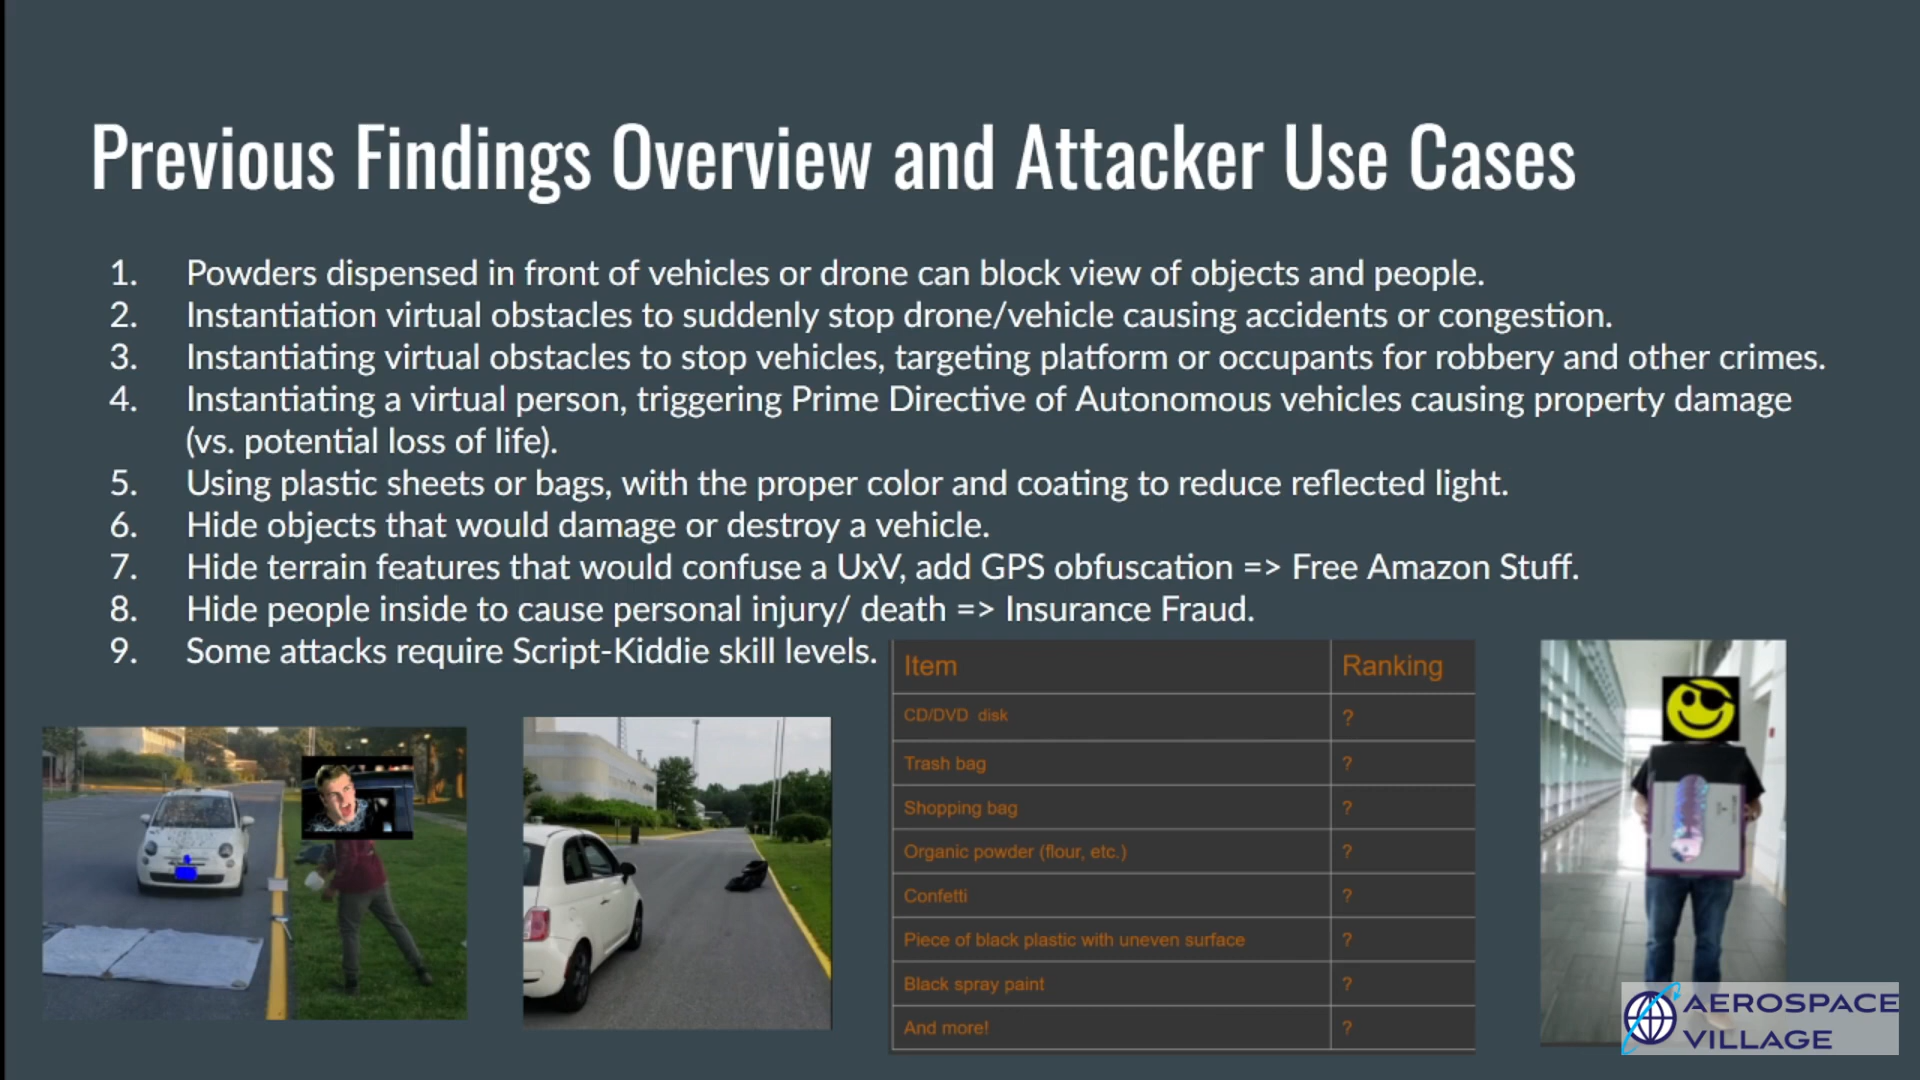 Previous Findings Overview and Attacker Use Cases
1. Powders dispensed in front of vehicles or drone can block view of objects and people.
2. Instantiation virtual obstacles to suddenly stop drone/vehicle causing accidents or congestion.
3. Instantiating virtual obstacles to stop vehicles, targeting platform or occupants for robbery and other crimes.
4. Instantiating a virtual person, triggering Prime Directive of Autonomous vehicles causing property damage
(vs. potential loss of life).
5. Using plastic sheets or bags, with the proper color and coating to reduce reflected light.
6. Hide objects that would damage or destroy a vehicle.
7. Hide terrain features that would confuse a UxV, add GPS obfuscation => Free Amazon Stuff.
8. Hide people inside to cause personal injury/ death => Insurance Fraud.
9. Some attacks require Script-Kiddie skill levels.
Item Ranking
CD/DVD disk ?
Trash bag ?
Shopping bag ?
Organic powder (flour, etc.) ?
Confetti ?
Piece of black plastic with uneven surface ?
Black spray paint ?
And more! ?
AEROSPACE
VILLAGE